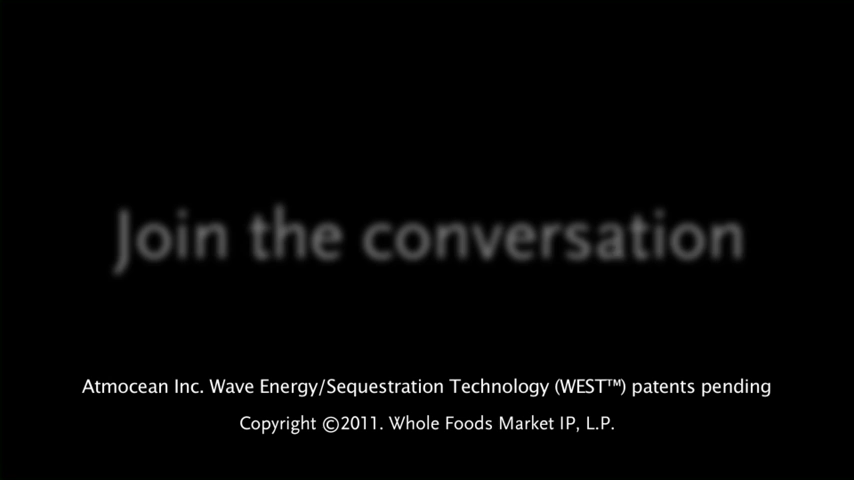 Join the conversation
Atmocean Inc. Wave Energy/Sequestration Technology (WEST™) patents pending
Copyright ©2011. Whole Foods Market IP, L.P.